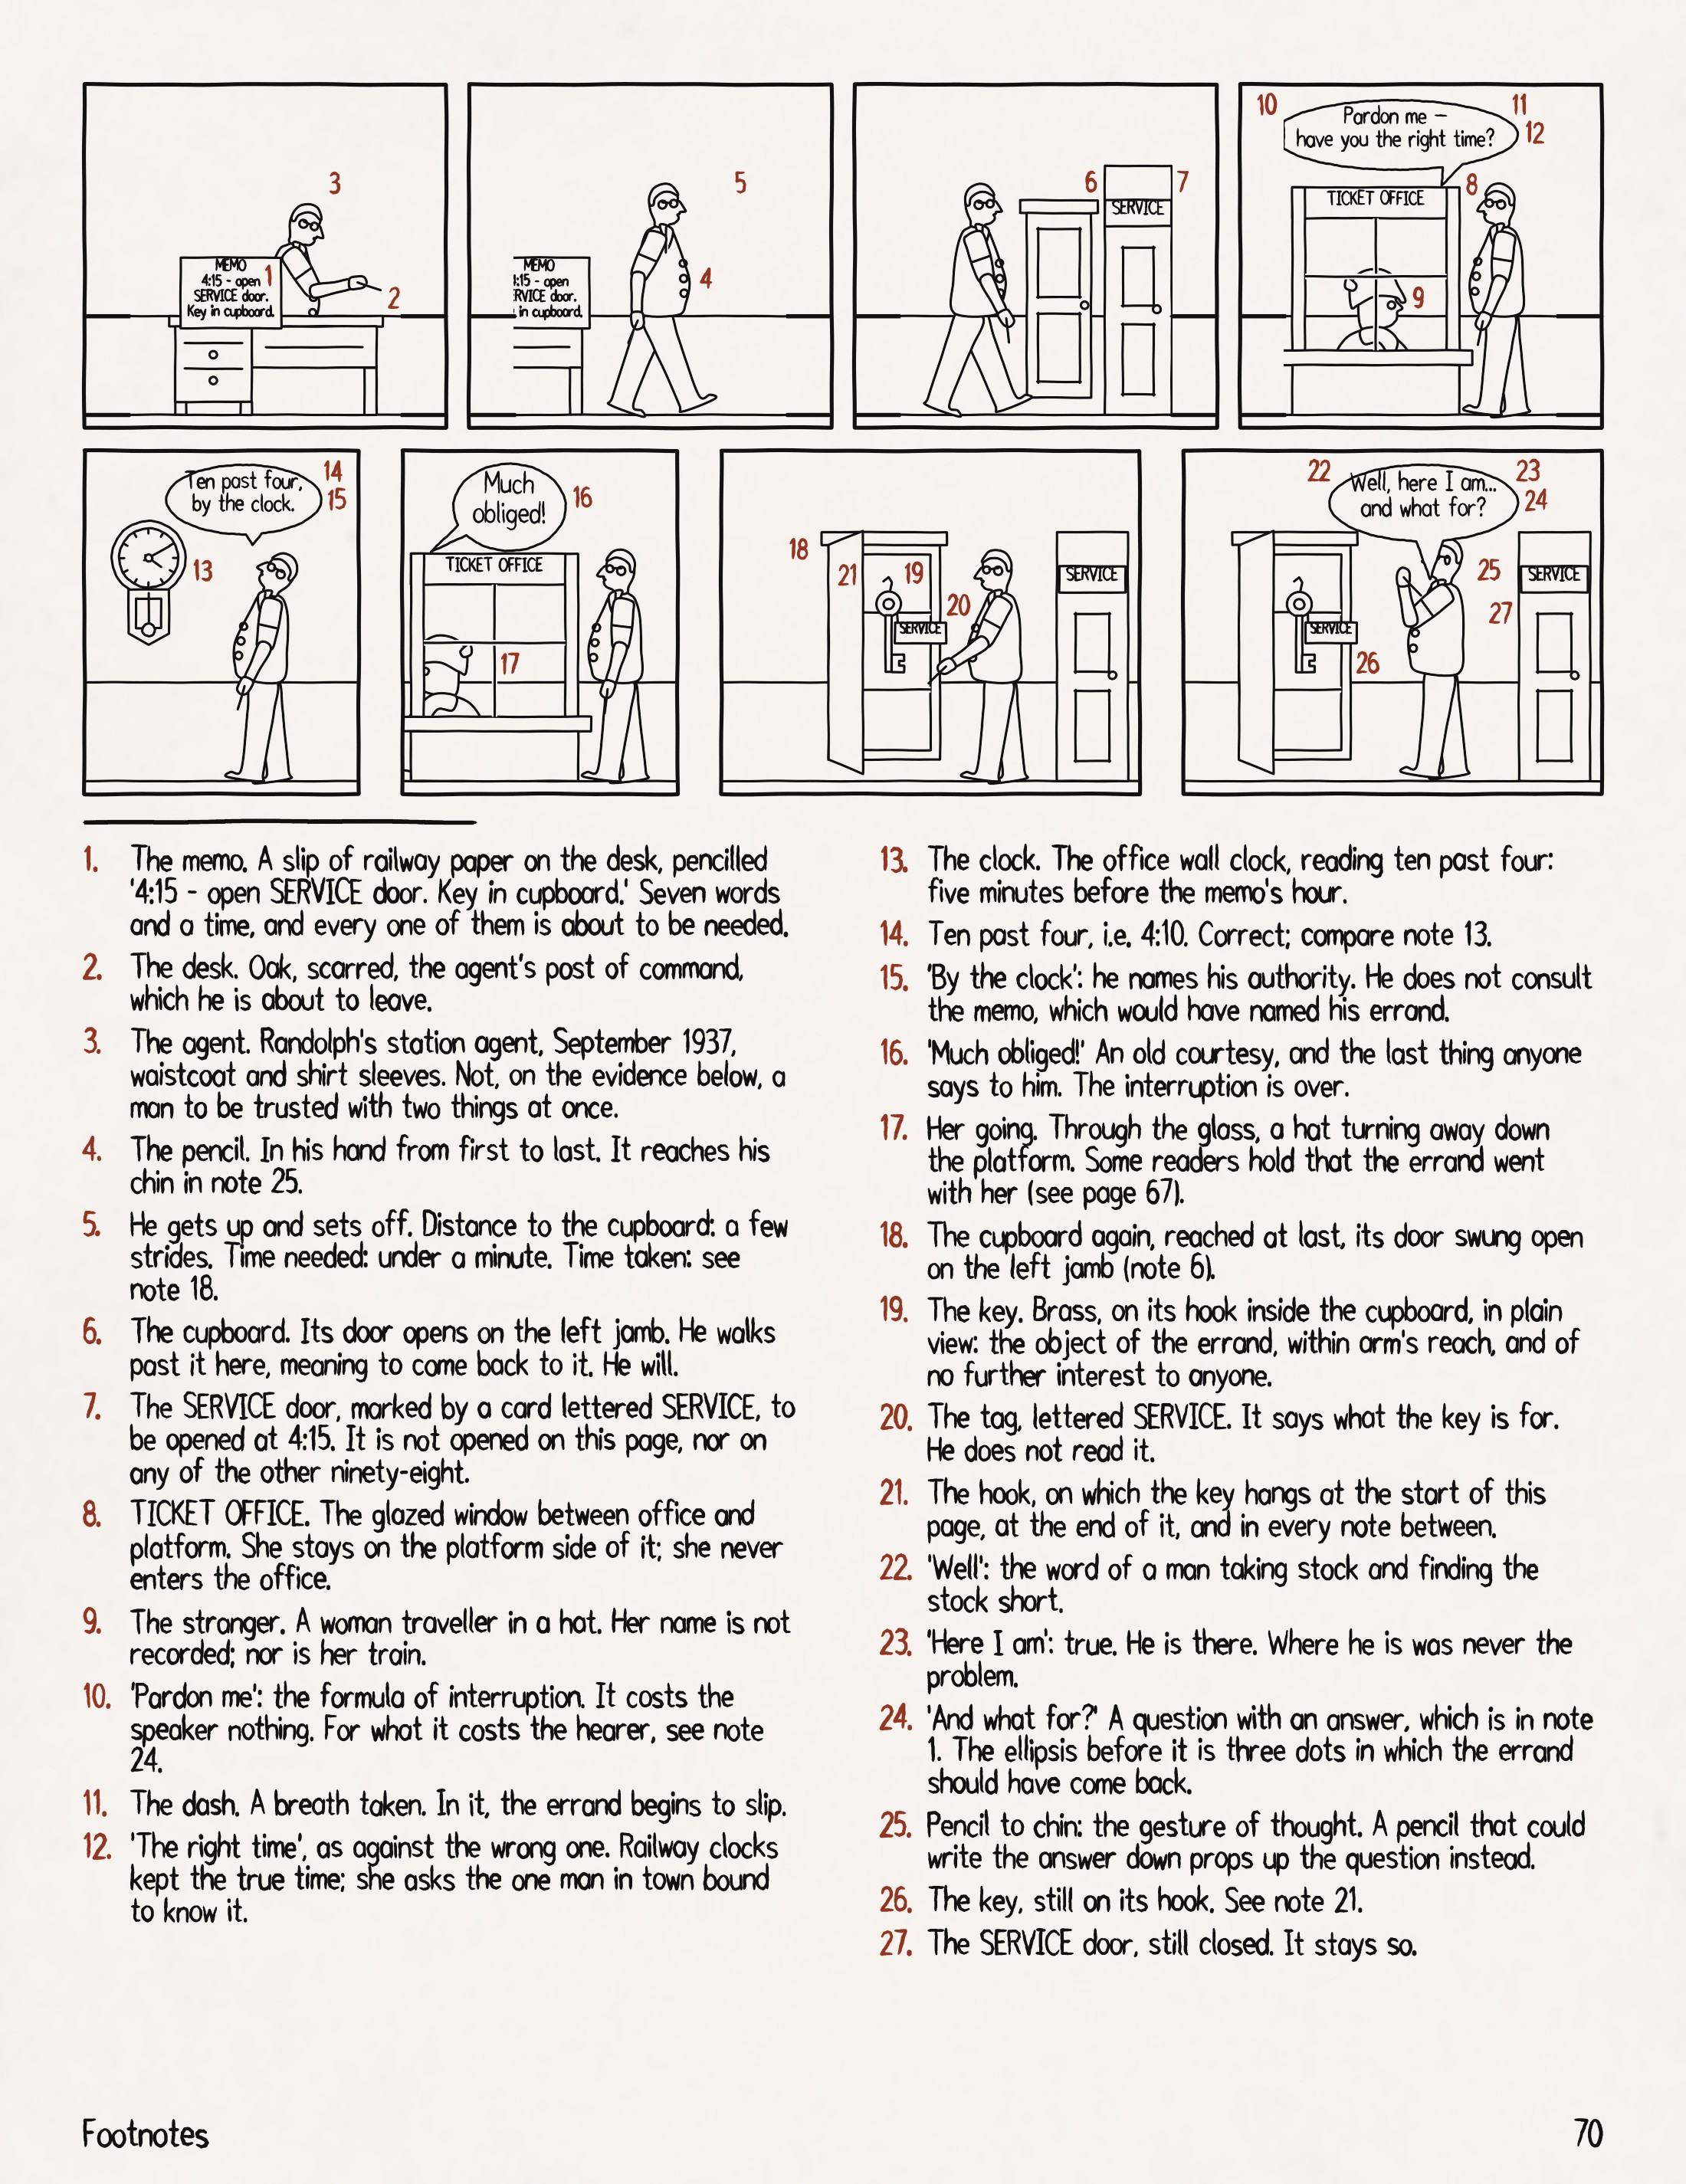 3
MEMO
4:15 - open
SERVICE door.
Key in cupboard.
1
2
5
MEMO
:15 - open
RVICE door.
in cupboard.
4
6
7
SERVICE
10
Pardon me –
have you the right time?
11
12
8
TICKET OFFICE
9
Ten past four,
by the clock.
14
15
13
Much
obliged!
16
TICKET OFFICE
17
18
21
19
20
SERVICE
SERVICE
22
Well, here I am...
and what for?
23
24
25
SERVICE
27
SERVICE
26
1. The memo. A slip of railway paper on the desk, pencilled
'4:15 - open SERVICE door. Key in cupboard.' Seven words
and a time, and every one of them is about to be needed.
2. The desk. Oak, scarred, the agent's post of command,
which he is about to leave.
3. The agent. Randolph's station agent, September 1937,
waistcoat and shirt sleeves. Not, on the evidence below, a
man to be trusted with two things at once.
4. The pencil. In his hand from first to last. It reaches his
chin in note 25.
5. He gets up and sets off. Distance to the cupboard: a few
strides. Time needed: under a minute. Time taken: see
note 18.
6. The cupboard. Its door opens on the left jamb. He walks
past it here, meaning to come back to it. He will.
7. The SERVICE door, marked by a card lettered SERVICE, to
be opened at 4:15. It is not opened on this page, nor on
any of the other ninety-eight.
8. TICKET OFFICE. The glazed window between office and
platform. She stays on the platform side of it; she never
enters the office.
9. The stranger. A woman traveller in a hat. Her name is not
recorded; nor is her train.
10. 'Pardon me': the formula of interruption. It costs the
speaker nothing. For what it costs the hearer, see note
24.
11. The dash. A breath taken. In it, the errand begins to slip.
12. 'The right time', as against the wrong one. Railway clocks
kept the true time; she asks the one man in town bound
to know it.
13. The clock. The office wall clock, reading ten past four:
five minutes before the memo's hour.
14. Ten past four, i.e. 4:10. Correct; compare note 13.
15. 'By the clock': he names his authority. He does not consult
the memo, which would have named his errand.
16. 'Much obliged!' An old courtesy, and the last thing anyone
says to him. The interruption is over.
17. Her going. Through the glass, a hat turning away down
the platform. Some readers hold that the errand went
with her (see page 67).
18. The cupboard again, reached at last, its door swung open
on the left jamb (note 6).
19. The key. Brass, on its hook inside the cupboard, in plain
view: the object of the errand, within arm's reach, and of
no further interest to anyone.
20. The tag, lettered SERVICE. It says what the key is for.
He does not read it.
21. The hook, on which the key hangs at the start of this
page, at the end of it, and in every note between.
22. 'Well': the word of a man taking stock and finding the
stock short.
23. 'Here I am': true. He is there. Where he is was never the
problem.
24. 'And what for?' A question with an answer, which is in note
1. The ellipsis before it is three dots in which the errand
should have come back.
25. Pencil to chin: the gesture of thought. A pencil that could
write the answer down props up the question instead.
26. The key, still on its hook. See note 21.
27. The SERVICE door, still closed. It stays so.
Footnotes
70